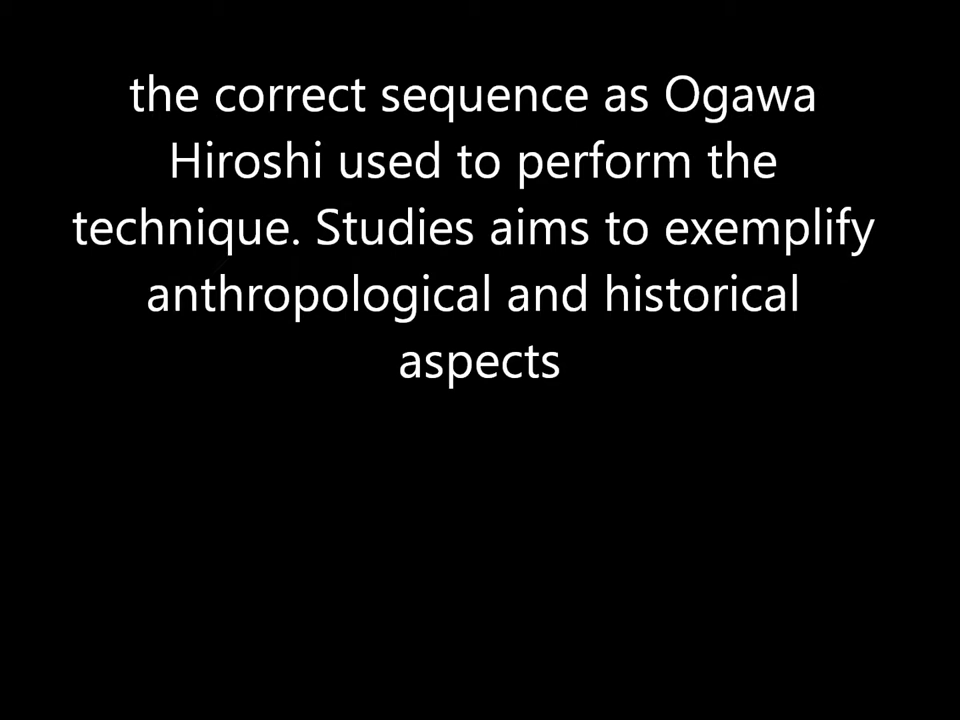 the correct sequence as Ogawa
Hiroshi used to perform the
technique. Studies aims to exemplify
anthropological and historical
aspects